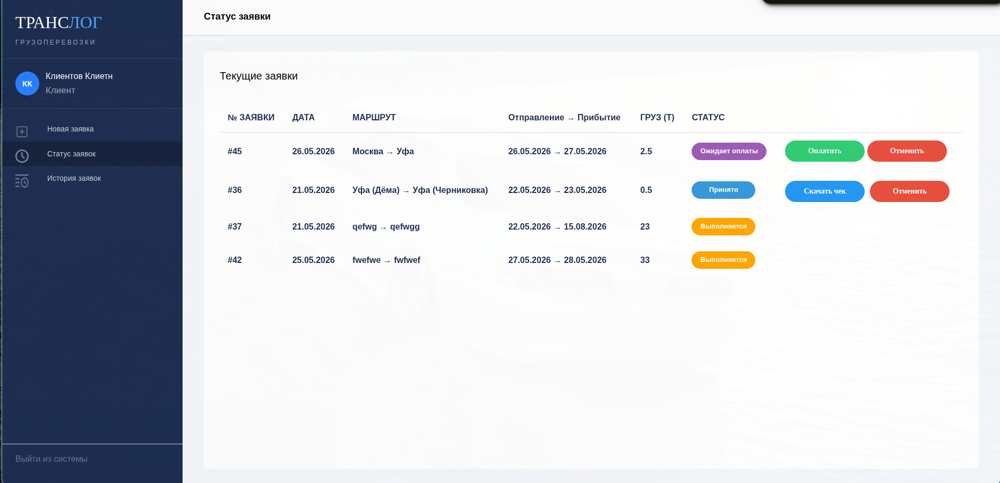 ТРАНСЛОГ
ГРУЗОПЕРЕВОЗКИ
КК
Клиентов Клиетн
Клиент
Новая заявка
Статус заявок
История заявок
Выйти из системы
Статус заявки
Текущие заявки
№ ЗАЯВКИ ДАТА МАРШРУТ Отправление → Прибытие ГРУЗ (Т) СТАТУС
#45 26.05.2026 Москва → Уфа 26.05.2026 → 27.05.2026 2.5 Ожидает оплаты Оплатить Отменить
#36 21.05.2026 Уфа (Дёма) → Уфа (Черниковка) 22.05.2026 → 23.05.2026 0.5 Принято Скачать чек Отменить
#37 21.05.2026 qefwg → qefwgg 22.05.2026 → 15.08.2026 23 Выполняется
#42 25.05.2026 fwefwe → fwfwef 27.05.2026 → 28.05.2026 33 Выполняется